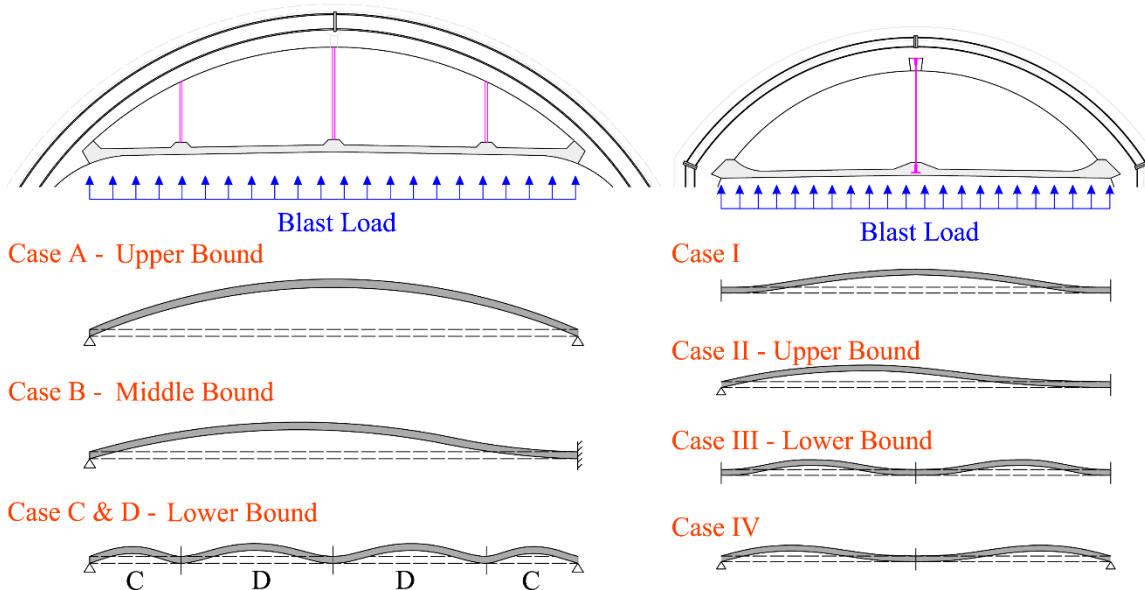 Blast Load
Case A - Upper Bound
Case B - Middle Bound
Case C & D - Lower Bound
C
D
D
C
Blast Load
Case I
Case II - Upper Bound
Case III - Lower Bound
Case IV